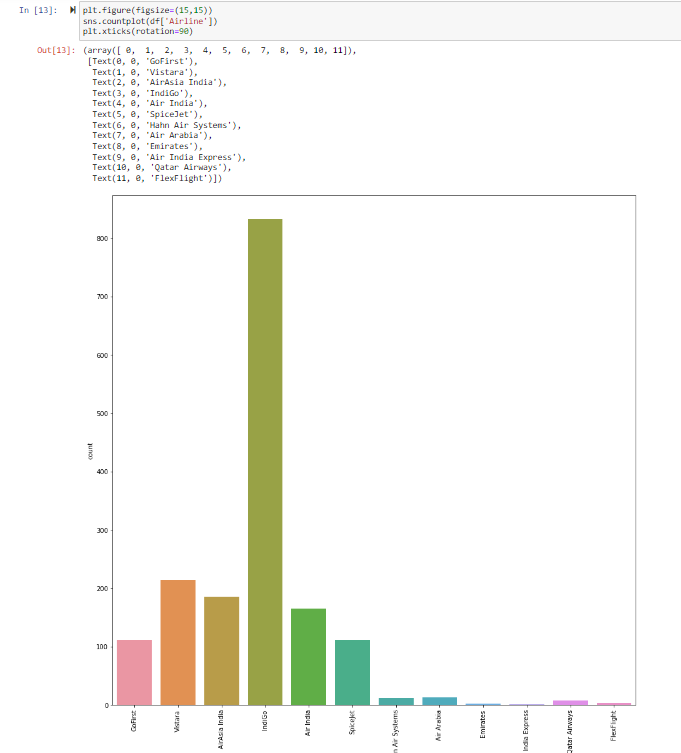 In [13]: plt.figure(figsize=(15,15))
sns.countplot(df['Airline'])
plt.xticks(rotation=90)
Out[13]: (array([ 0, 1, 2, 3, 4, 5, 6, 7, 8, 9, 10, 11]),
[Text(0, 0, 'GoFirst'),
Text(1, 0, 'Vistara'),
Text(2, 0, 'AirAsia India'),
Text(3, 0, 'IndiGo'),
Text(4, 0, 'Air India'),
Text(5, 0, 'SpiceJet'),
Text(6, 0, 'Hahn Air Systems'),
Text(7, 0, 'Air Arabia'),
Text(8, 0, 'Emirates'),
Text(9, 0, 'Air India Express'),
Text(10, 0, 'Qatar Airways'),
Text(11, 0, 'FlexFlight')])
800
700
600
500
count
400
300
200
100
0
GoFirst
Vistara
AirAsia India
IndiGo
Air India
SpiceJet
n Air Systems
Air Arabia
Emirates
India Express
Qatar Airways
FlexFlight